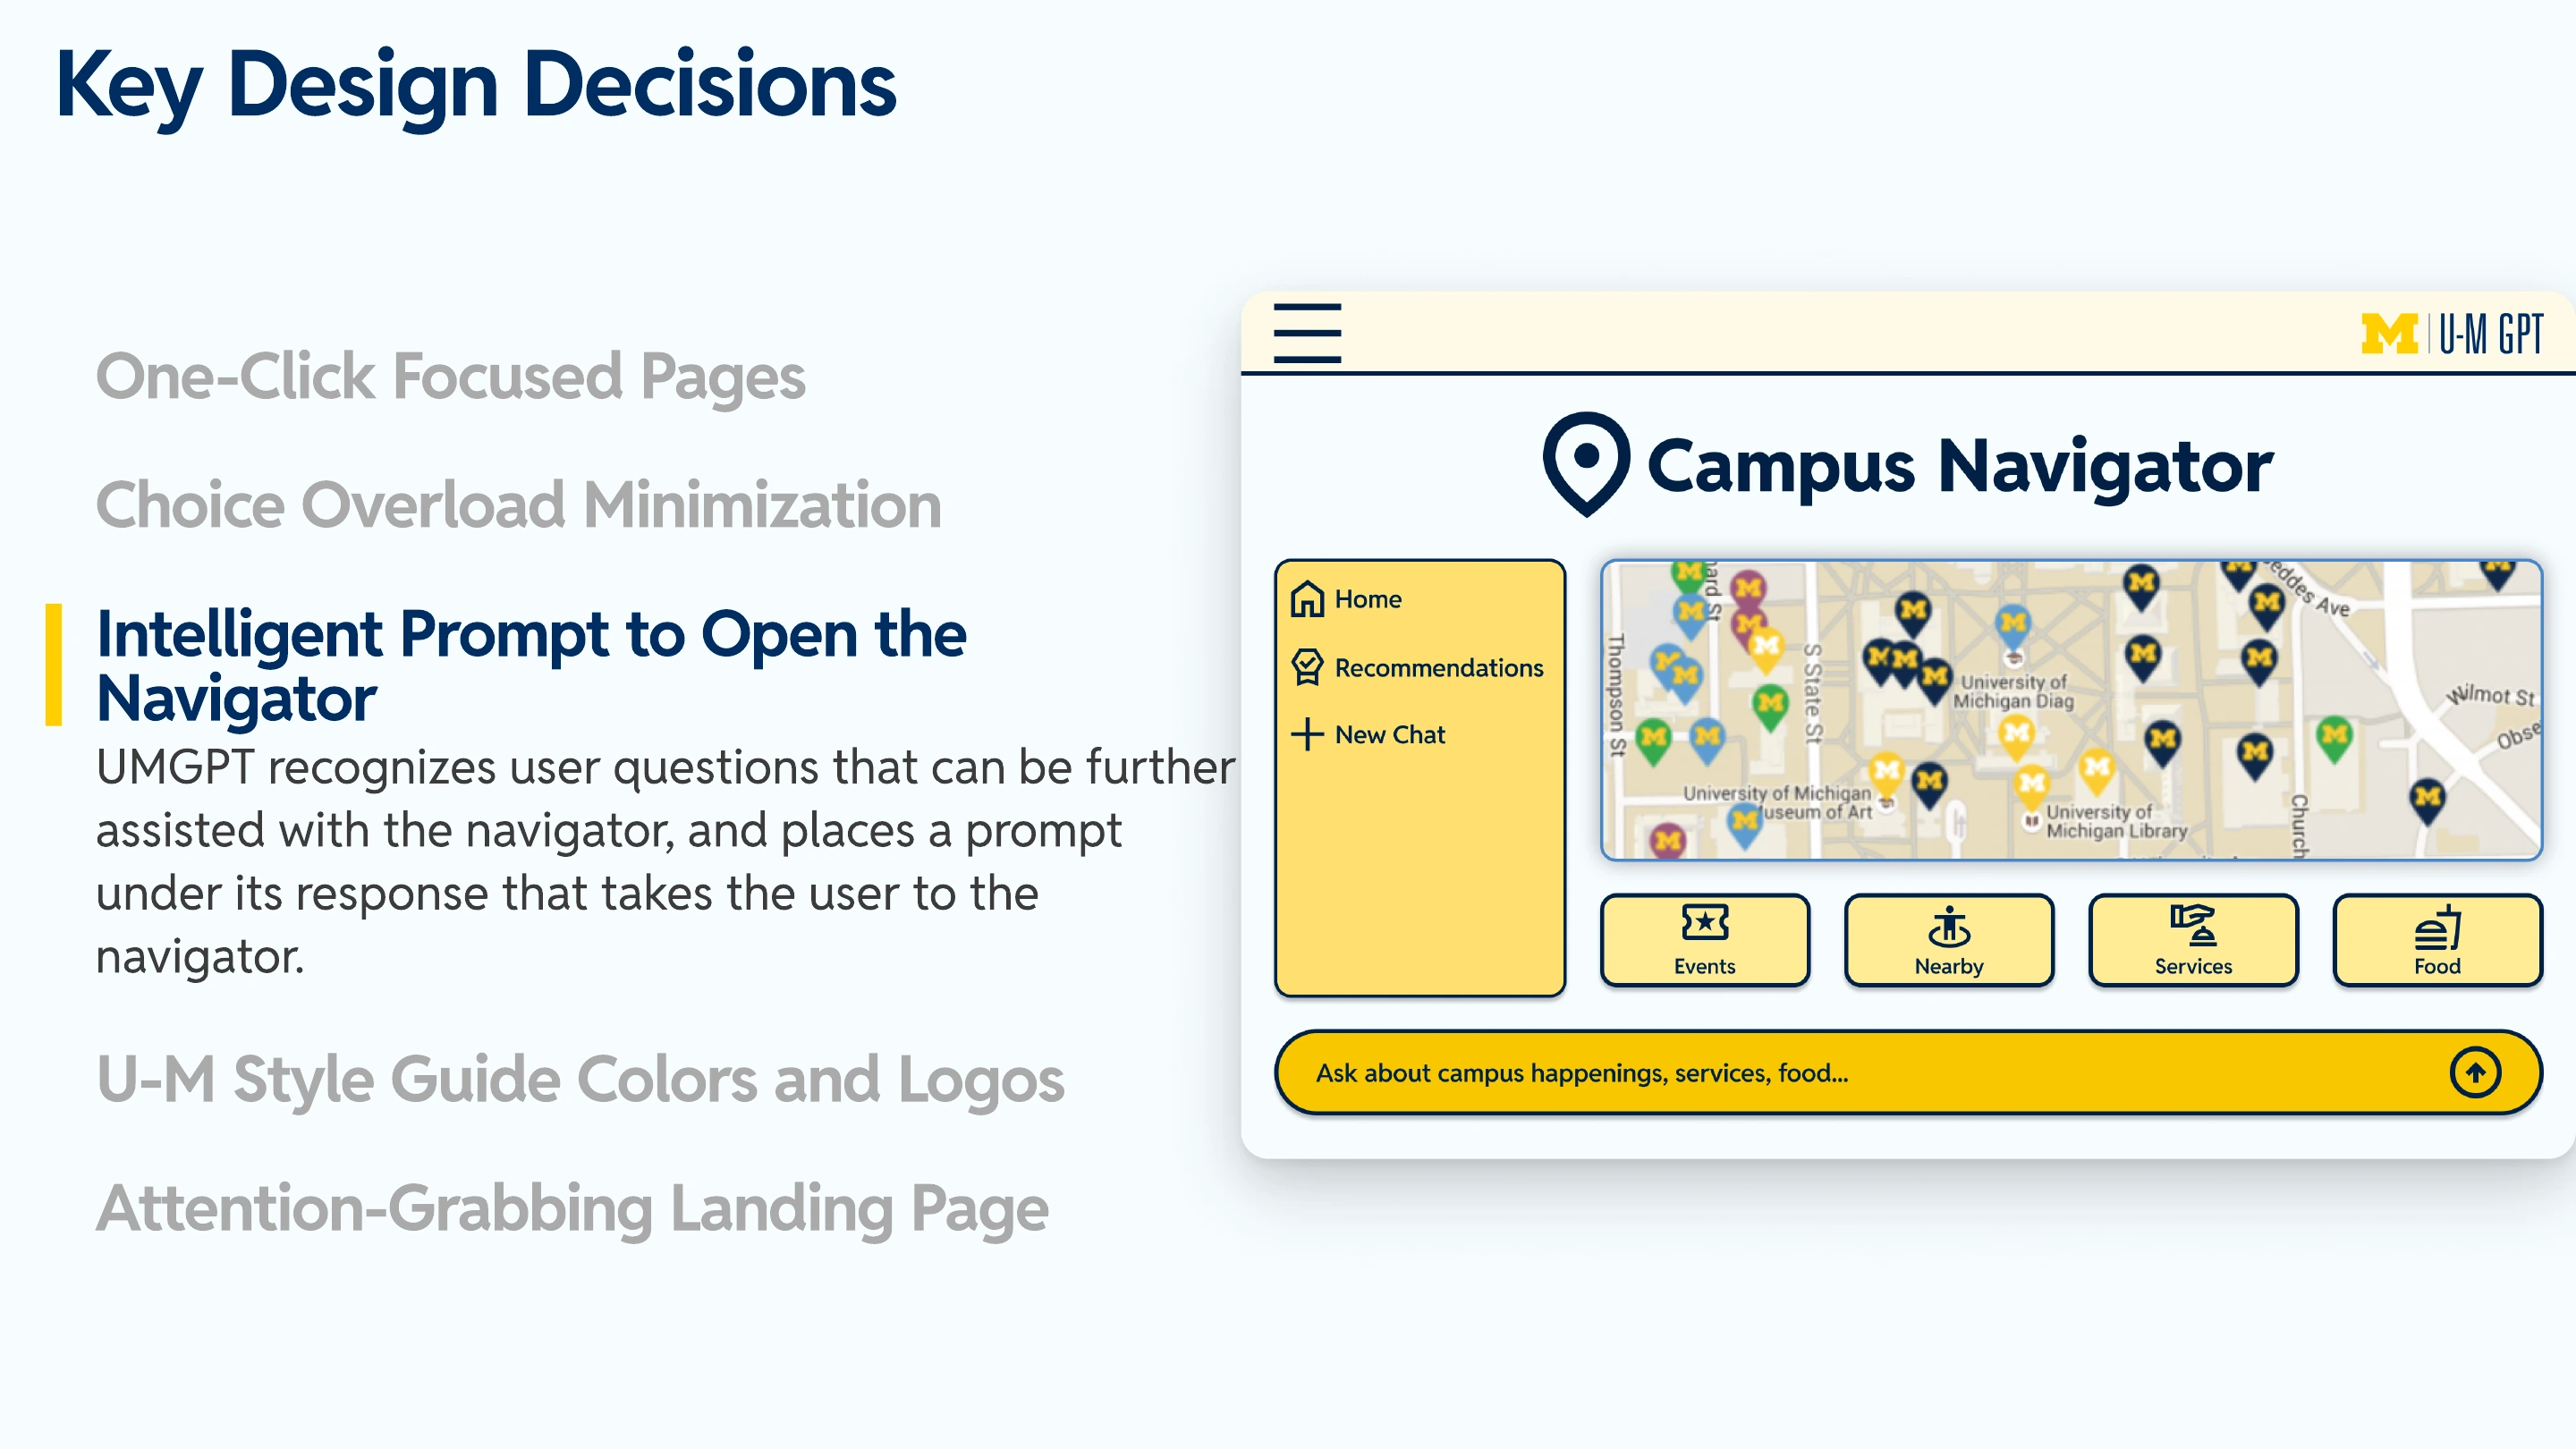 Key Design Decisions
One-Click Focused Pages
Choice Overload Minimization
Intelligent Prompt to Open the
Navigator
UMGPT recognizes user questions that can be further
assisted with the navigator, and places a prompt
under its response that takes the user to the
navigator.
U-M Style Guide Colors and Logos
Attention-Grabbing Landing Page
M U-M GPT
Campus Navigator
Home
Recommendations
New Chat
Thompson St
S State St
University of
Michigan Diag
University of Michigan
University of
Michigan Library
Church
Wilmot St
Events
Nearby
Services
Food
Ask about campus happenings, services, food...